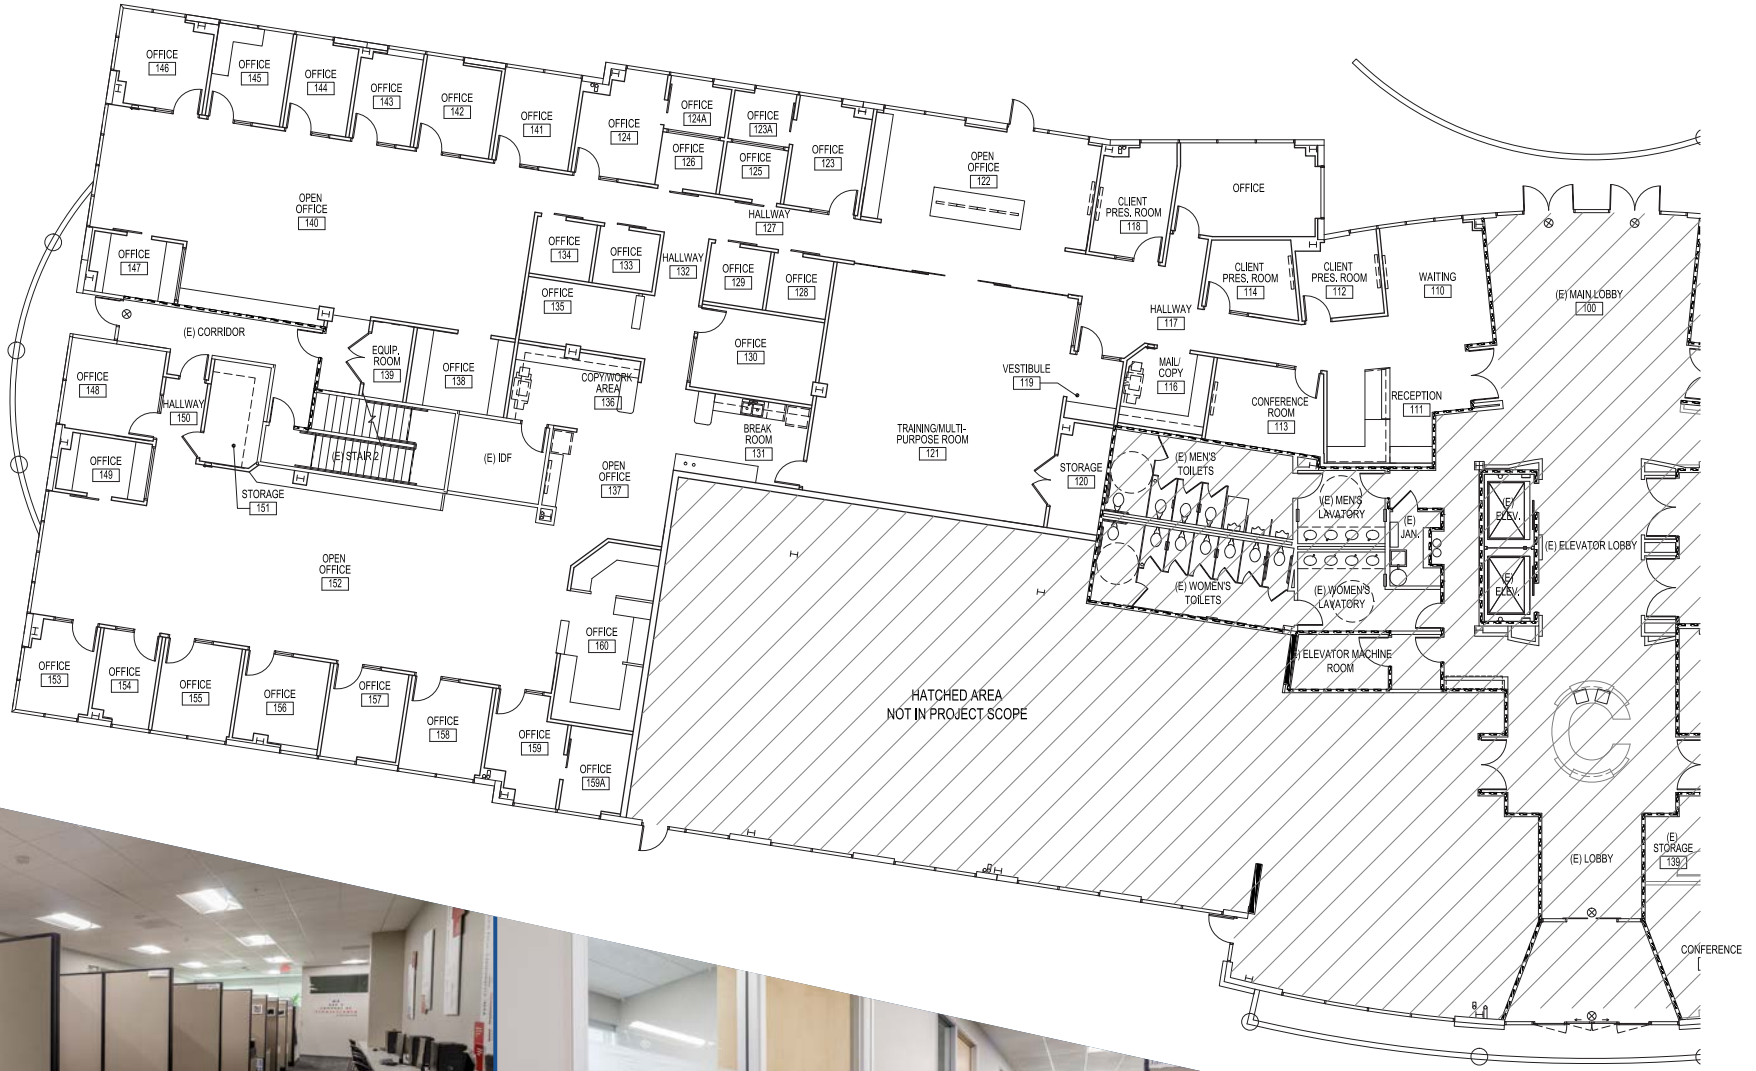 OFFICE
146
OFFICE
145
OFFICE
144
OFFICE
143
OFFICE
142
OFFICE
141
OFFICE
124
OFFICE
124A
OFFICE
123A
OFFICE
123
OFFICE
126
OFFICE
125
OPEN
OFFICE
122
CLIENT
PRES. ROOM
118
OFFICE
OPEN
OFFICE
140
HALLWAY
127
OFFICE
147
OFFICE
134
OFFICE
133
HALLWAY
132
OFFICE
129
OFFICE
128
CLIENT
PRES. ROOM
114
CLIENT
PRES. ROOM
112
WAITING
110
(E) MAIN LOBBY
100
OFFICE
135
HALLWAY
117
(E) CORRIDOR
EQUIP.
ROOM
139
OFFICE
138
COPY/WORK
AREA
136
OFFICE
130
VESTIBULE
119
MAIL/
COPY
116
CONFERENCE
ROOM
113
RECEPTION
111
OFFICE
148
HALLWAY
150
BREAK
ROOM
131
TRAINING/MULTI-
PURPOSE ROOM
121
(E) STAIR 2
(E) IDF
OFFICE
149
STORAGE
151
OPEN
OFFICE
137
STORAGE
120
(E) MEN'S
TOILETS
(E) MEN'S
LAVATORY
(E)
JAN.
(E)
ELEV.
(E) ELEVATOR LOBBY
(E)
ELEV.
(E) WOMEN'S
TOILETS
(E) WOMEN'S
LAVATORY
OPEN
OFFICE
152
OFFICE
160
) ELEVATOR MACHINE
ROOM
OFFICE
153
OFFICE
154
OFFICE
155
OFFICE
156
OFFICE
157
OFFICE
158
OFFICE
159
OFFICE
159A
HATCHED AREA
NOT IN PROJECT SCOPE
C
(E) LOBBY
(E)
STORAGE
139
CONFERENCE